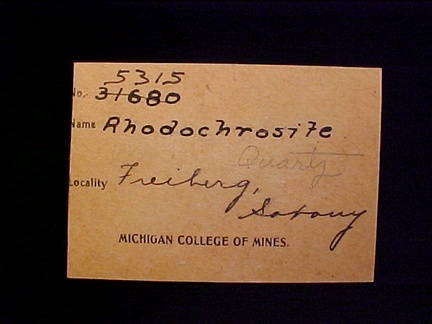 5315
No. 31680
Name Rhodochrosite
Quartz
Locality Freiberg,
Saxony
MICHIGAN COLLEGE OF MINES.